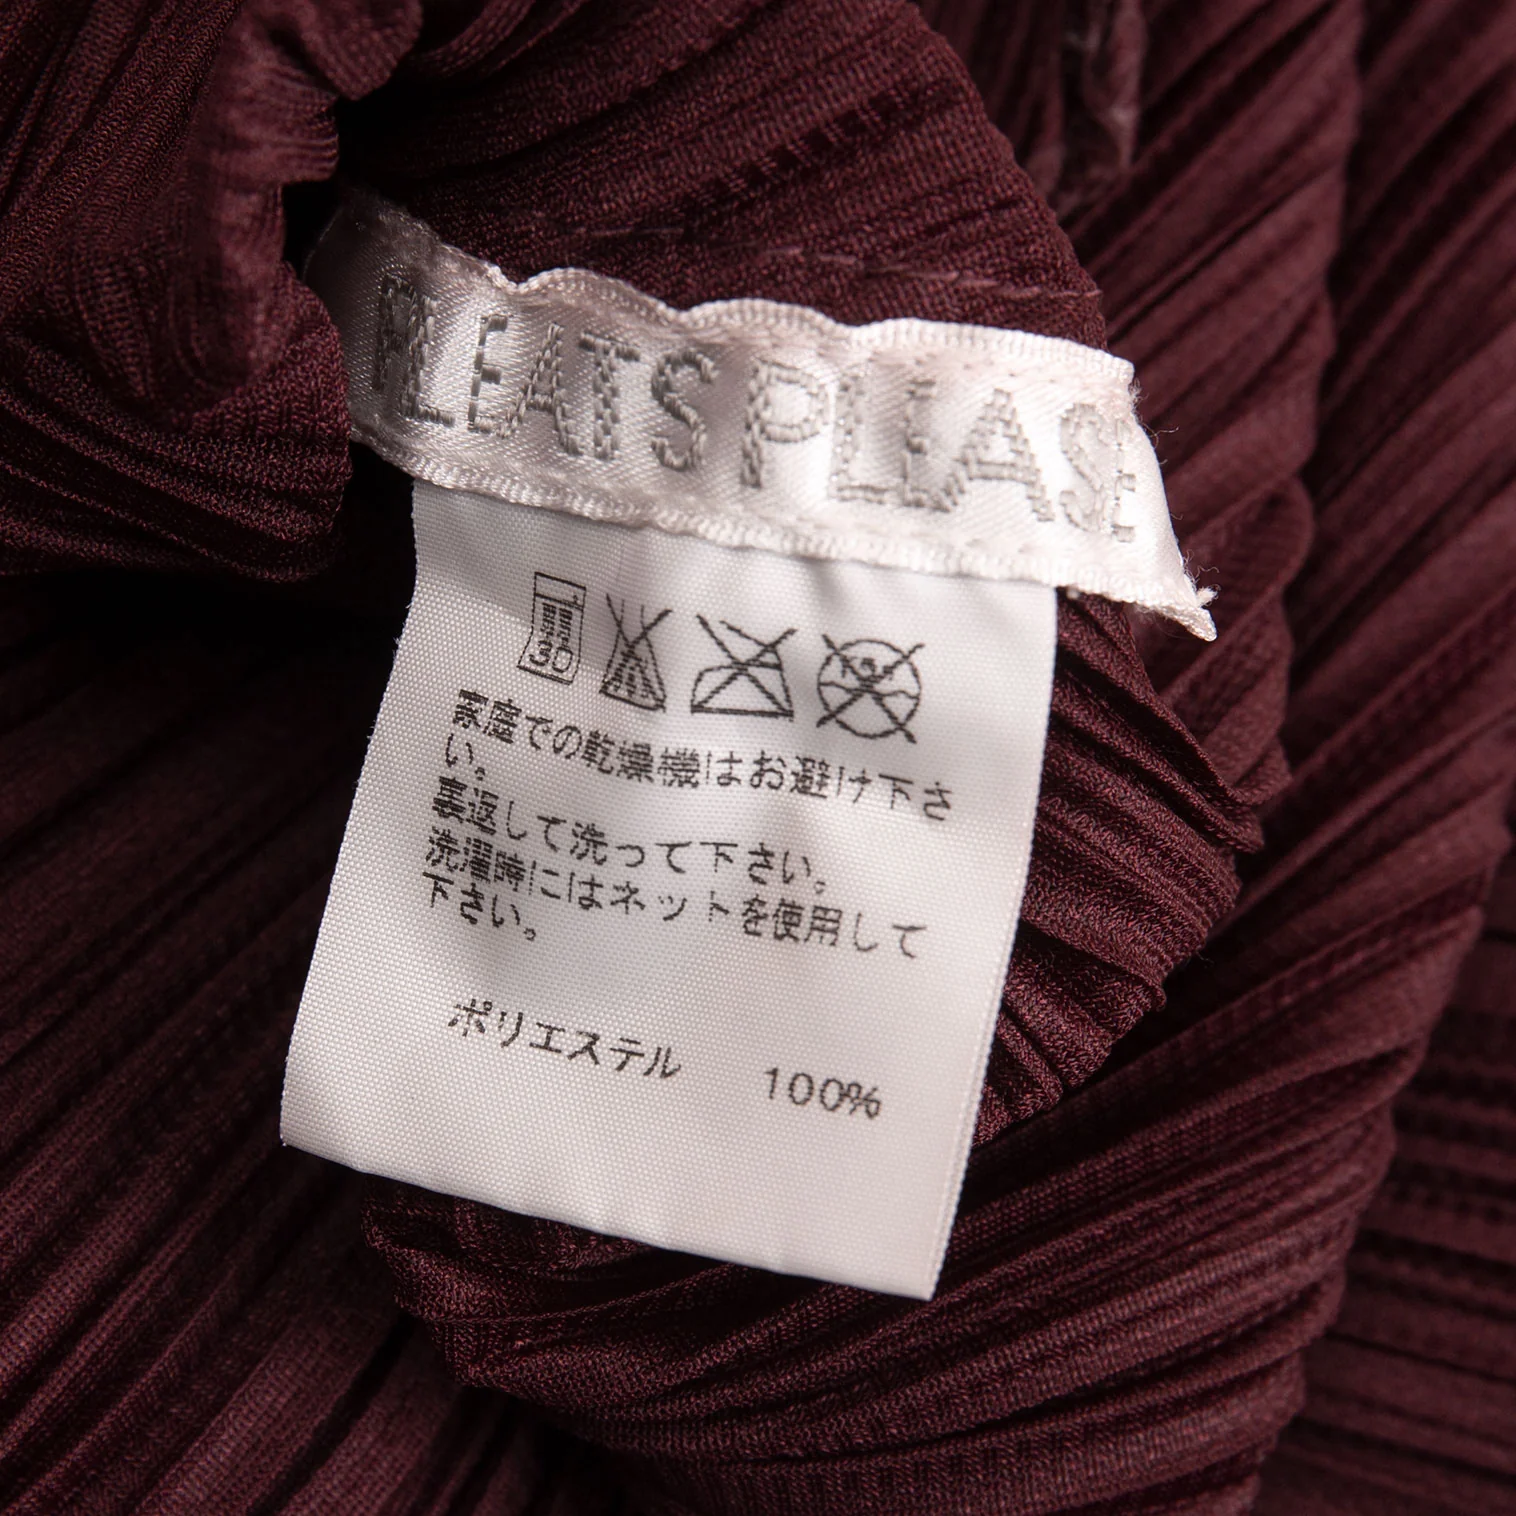 PLEATS PLEASE
30
家庭での乾燥機はお避け下さ
い。
裏返して洗って下さい。
洗濯時にはネットを使用して
下さい。
ポリエステル 100%